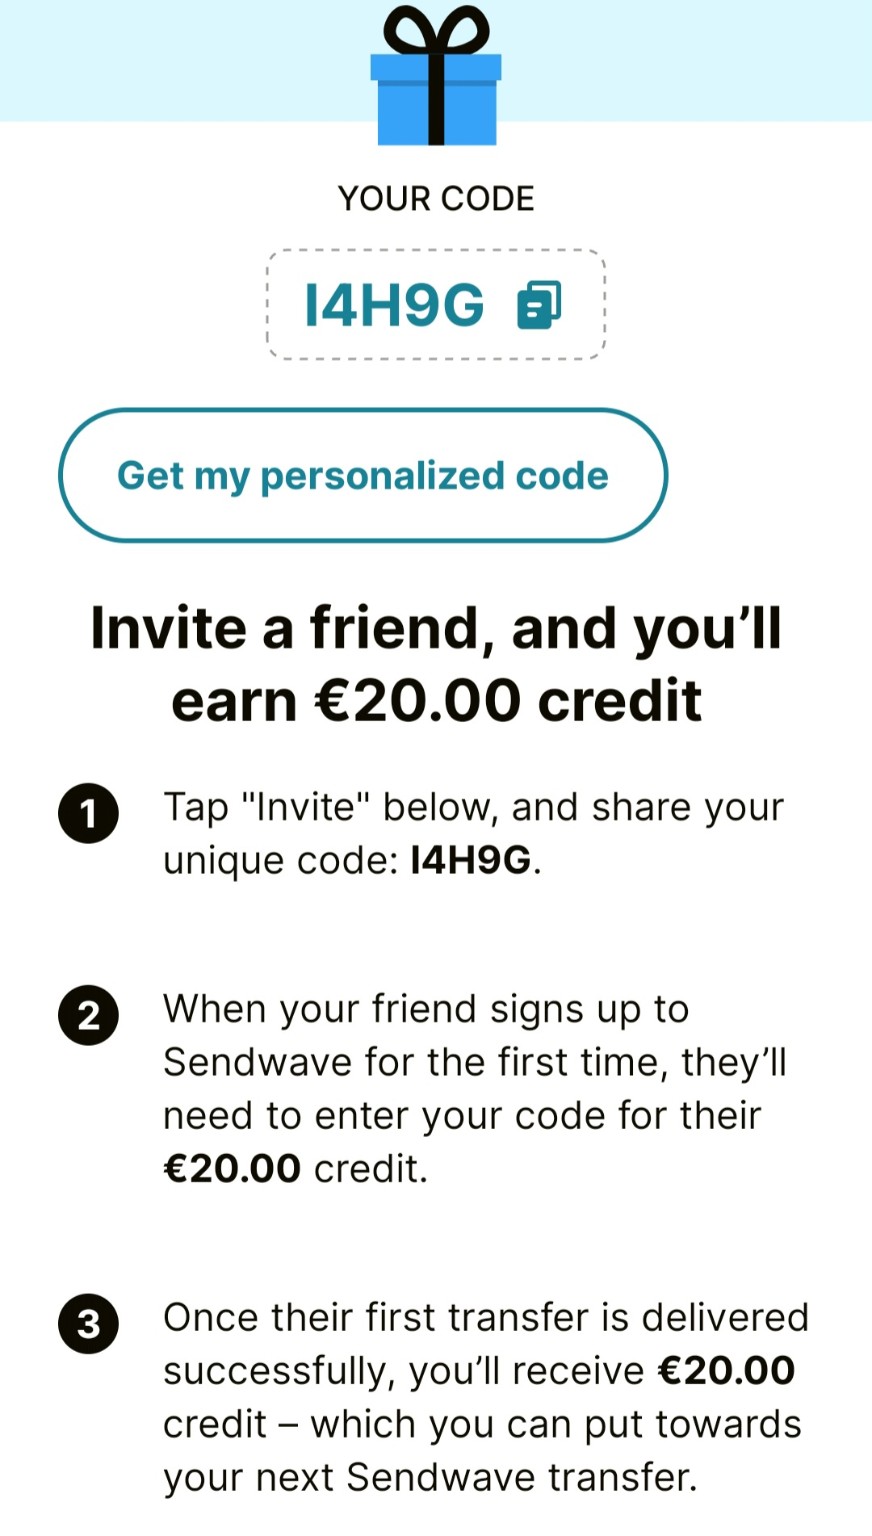 YOUR CODE
I4H9G
Get my personalized code
Invite a friend, and you’ll
earn €20.00 credit
1 Tap "Invite" below, and share your
unique code: I4H9G.
2 When your friend signs up to
Sendwave for the first time, they’ll
need to enter your code for their
€20.00 credit.
3 Once their first transfer is delivered
successfully, you’ll receive €20.00
credit – which you can put towards
your next Sendwave transfer.